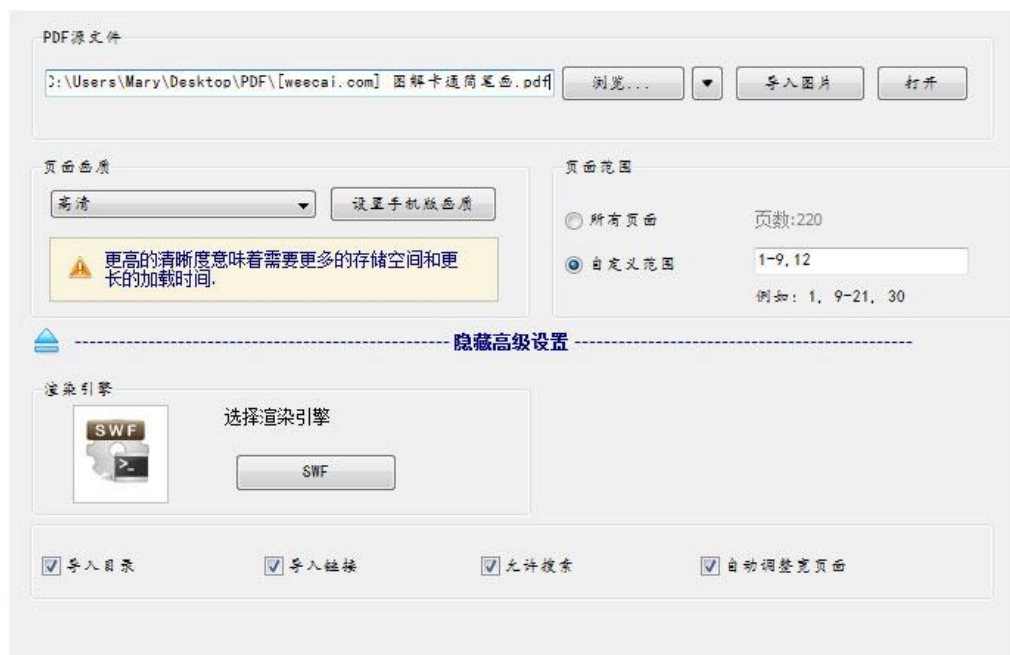 PDF源文件
C:\Users\Mary\Desktop\PDF\[weecai.com] 图解卡通简笔画.pdf
浏览...
导入图片
打开
页面画质
页面范围
高清
设置手机版画质
所有页面
页数:220
更高的清晰度意味着需要更多的存储空间和更
长的加载时间.
自定义范围
1-9,12
例如: 1, 9-21, 30
隐藏高级设置
渲染引擎
SWF
选择渲染引擎
SWF
导入目录
导入链接
允许搜索
自动调整宽页面